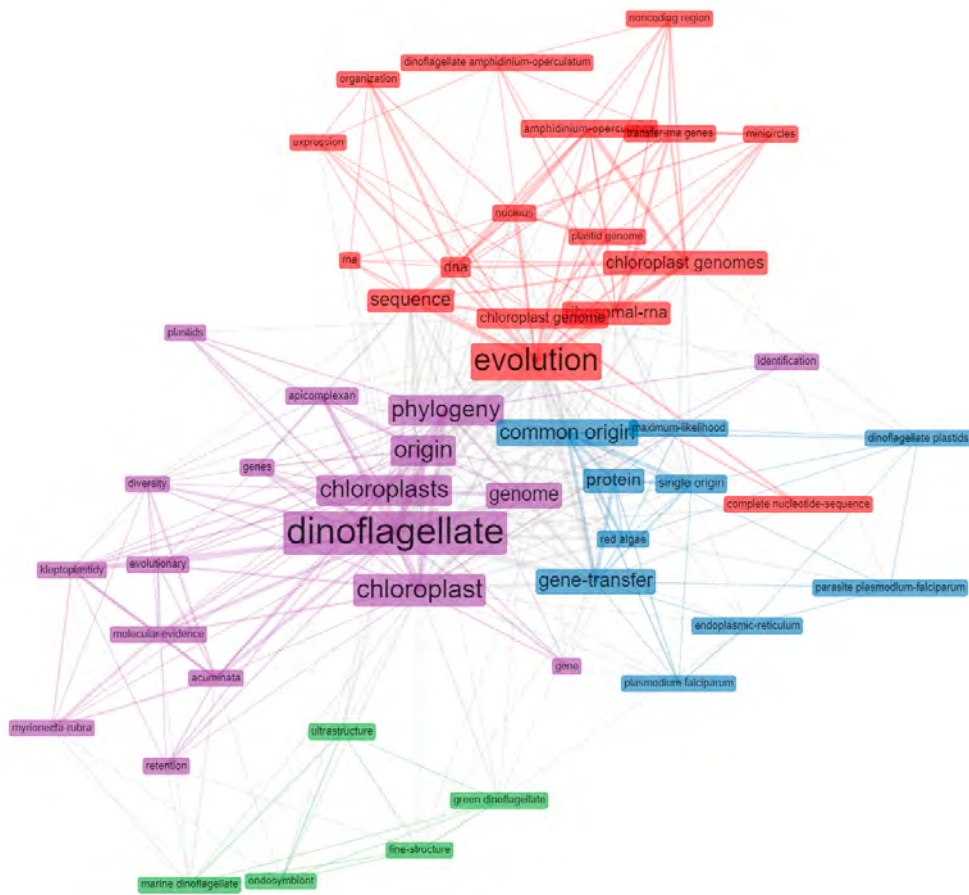 noncoding region
dinoflagellate amphidinium-operculatum
organization
amphidinium-operculatum
transfer-rna genes
minicircles
expression
nucleus
plastid genome
rna
dna
chloroplast genomes
sequence
chloroplast genome
ribosomal-rna
plastids
evolution
identification
apicomplexan
phylogeny
common origin
maximum-likelihood
dinoflagellate plastids
origin
genes
diversity
chloroplasts
genome
protein
single origin
complete nucleotide-sequence
dinoflagellate
red algae
kleptoplastidy
evolutionary
chloroplast
gene-transfer
parasite plasmodium-falciparum
endoplasmic-reticulum
molecular-evidence
gene
acuminata
plasmodium-falciparum
myrionecta-rubra
ultrastructure
retention
green dinoflagellate
fine-structure
marine dinoflagellate
endosymbiont